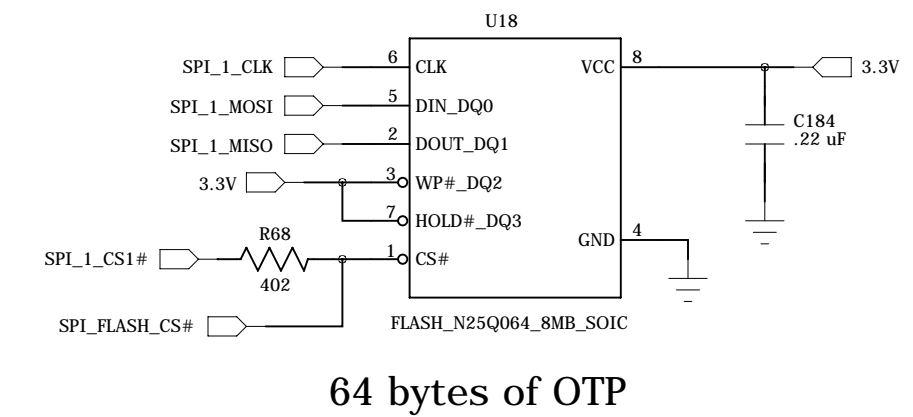 U18
SPI_1_CLK 6 CLK VCC 8 3.3V
SPI_1_MOSI 5 DIN_DQ0
C184
.22 uF
SPI_1_MISO 2 DOUT_DQ1
3.3V 3 WP#_DQ2
7 HOLD#_DQ3
R68
GND 4
SPI_1_CS1# 1 CS#
402
SPI_FLASH_CS#
FLASH_N25Q064_8MB_SOIC
64 bytes of OTP